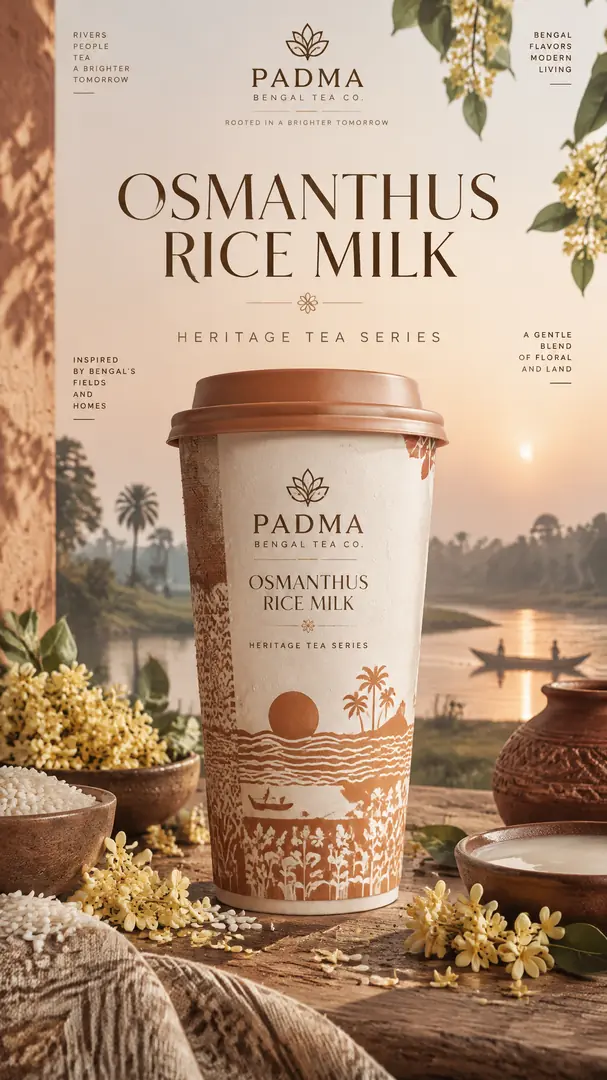 RIVERS
PEOPLE
TEA
A BRIGHTER
TOMORROW
PADMA
BENGAL TEA CO.
ROOTED IN A BRIGHTER TOMORROW
BENGAL
FLAVORS
MODERN
LIVING
OSMANTHUS
RICE MILK
HERITAGE TEA SERIES
INSPIRED
BY BENGAL'S
FIELDS
AND
HOMES
A GENTLE
BLEND
OF FLORAL
AND LAND
PADMA
BENGAL TEA CO.
OSMANTHUS
RICE MILK
HERITAGE TEA SERIES